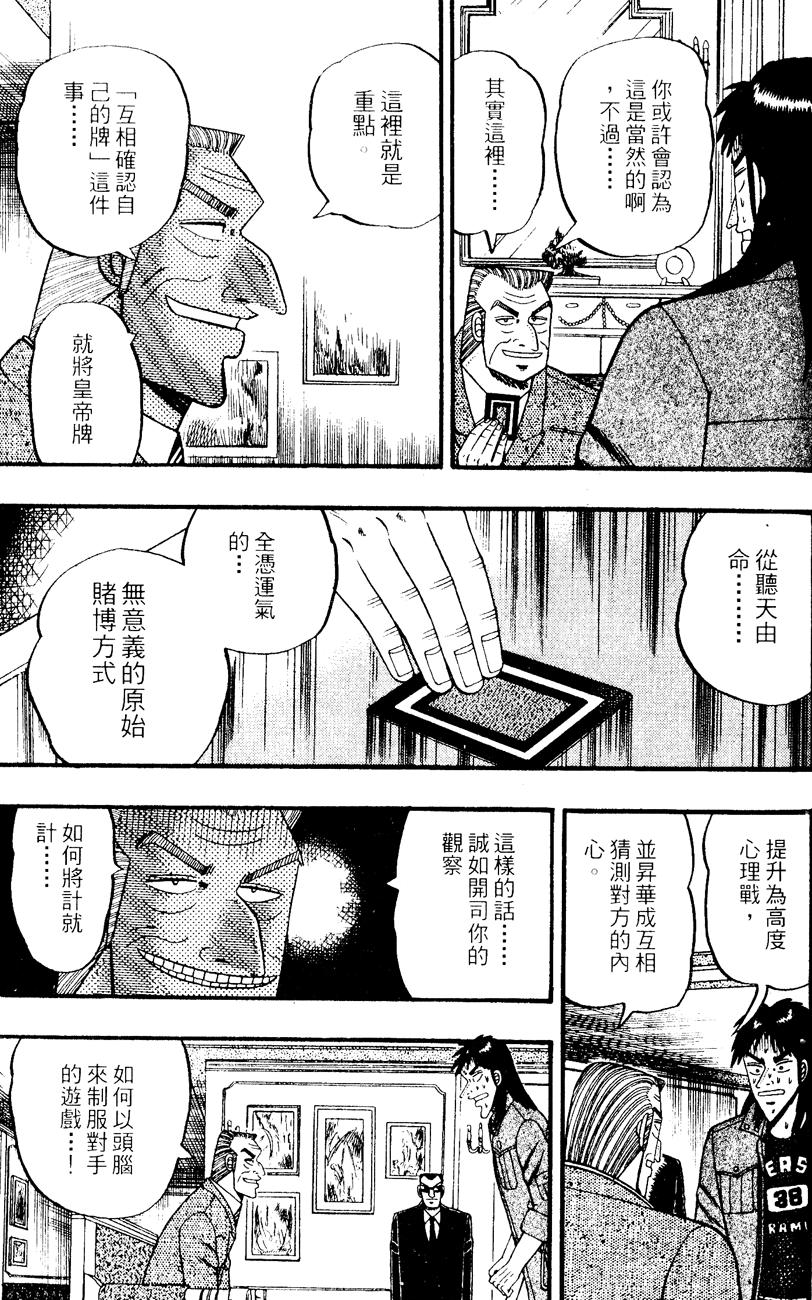 你或許會認為
這是當然的啊
，不過……
其實這裡……
這裡就是
重點。
「互相確認自
己的牌」這件
事……
就將皇帝牌
從聽天由
命………
全憑運氣
的…
無意義的原始
賭博方式
提升為高度
心理戰，
並昇華成互相
猜測對方的內
心。
這樣的話……
誠如開司你的
觀察
如何將計就
計……
ERS
38
RAMI
如何以頭腦
來制服對手
的遊戲…！